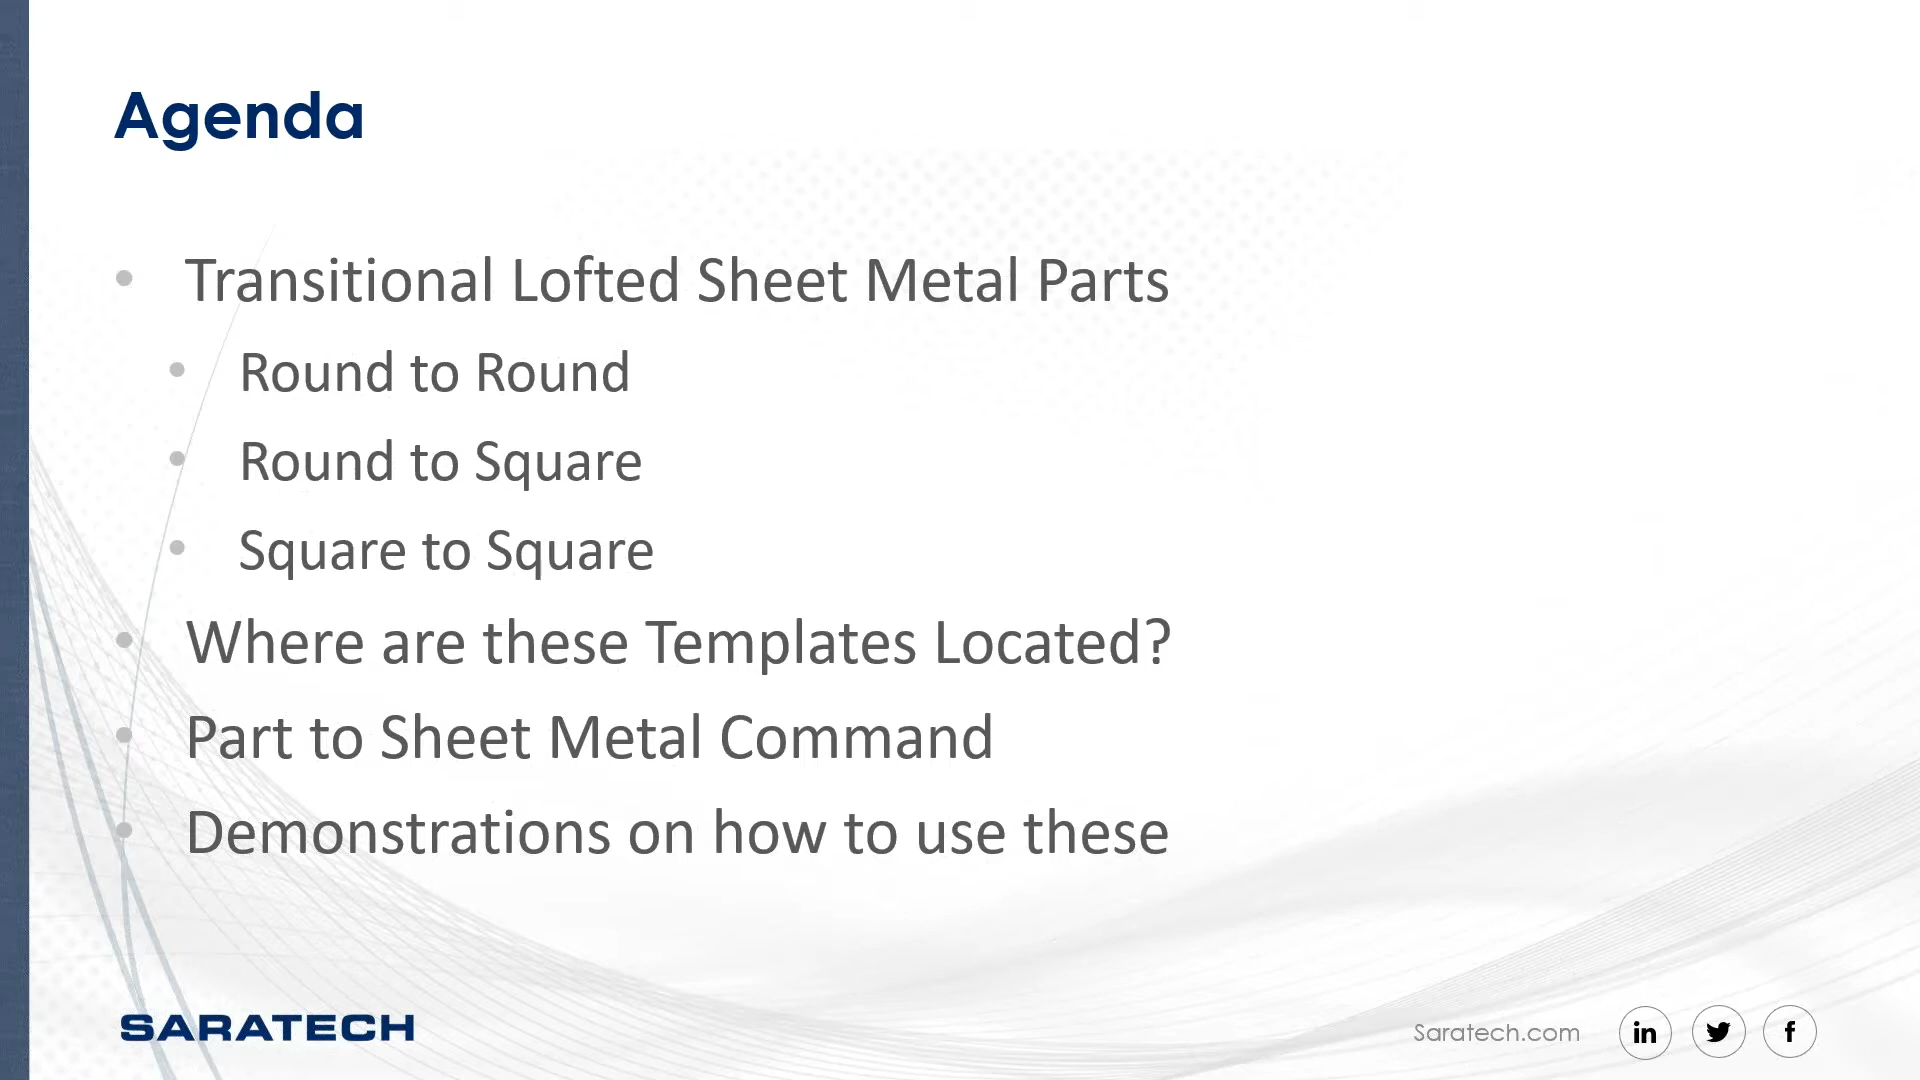 Agenda
• Transitional Lofted Sheet Metal Parts
• Round to Round
• Round to Square
• Square to Square
• Where are these Templates Located?
• Part to Sheet Metal Command
• Demonstrations on how to use these
SARATECH
Saratech.com in f